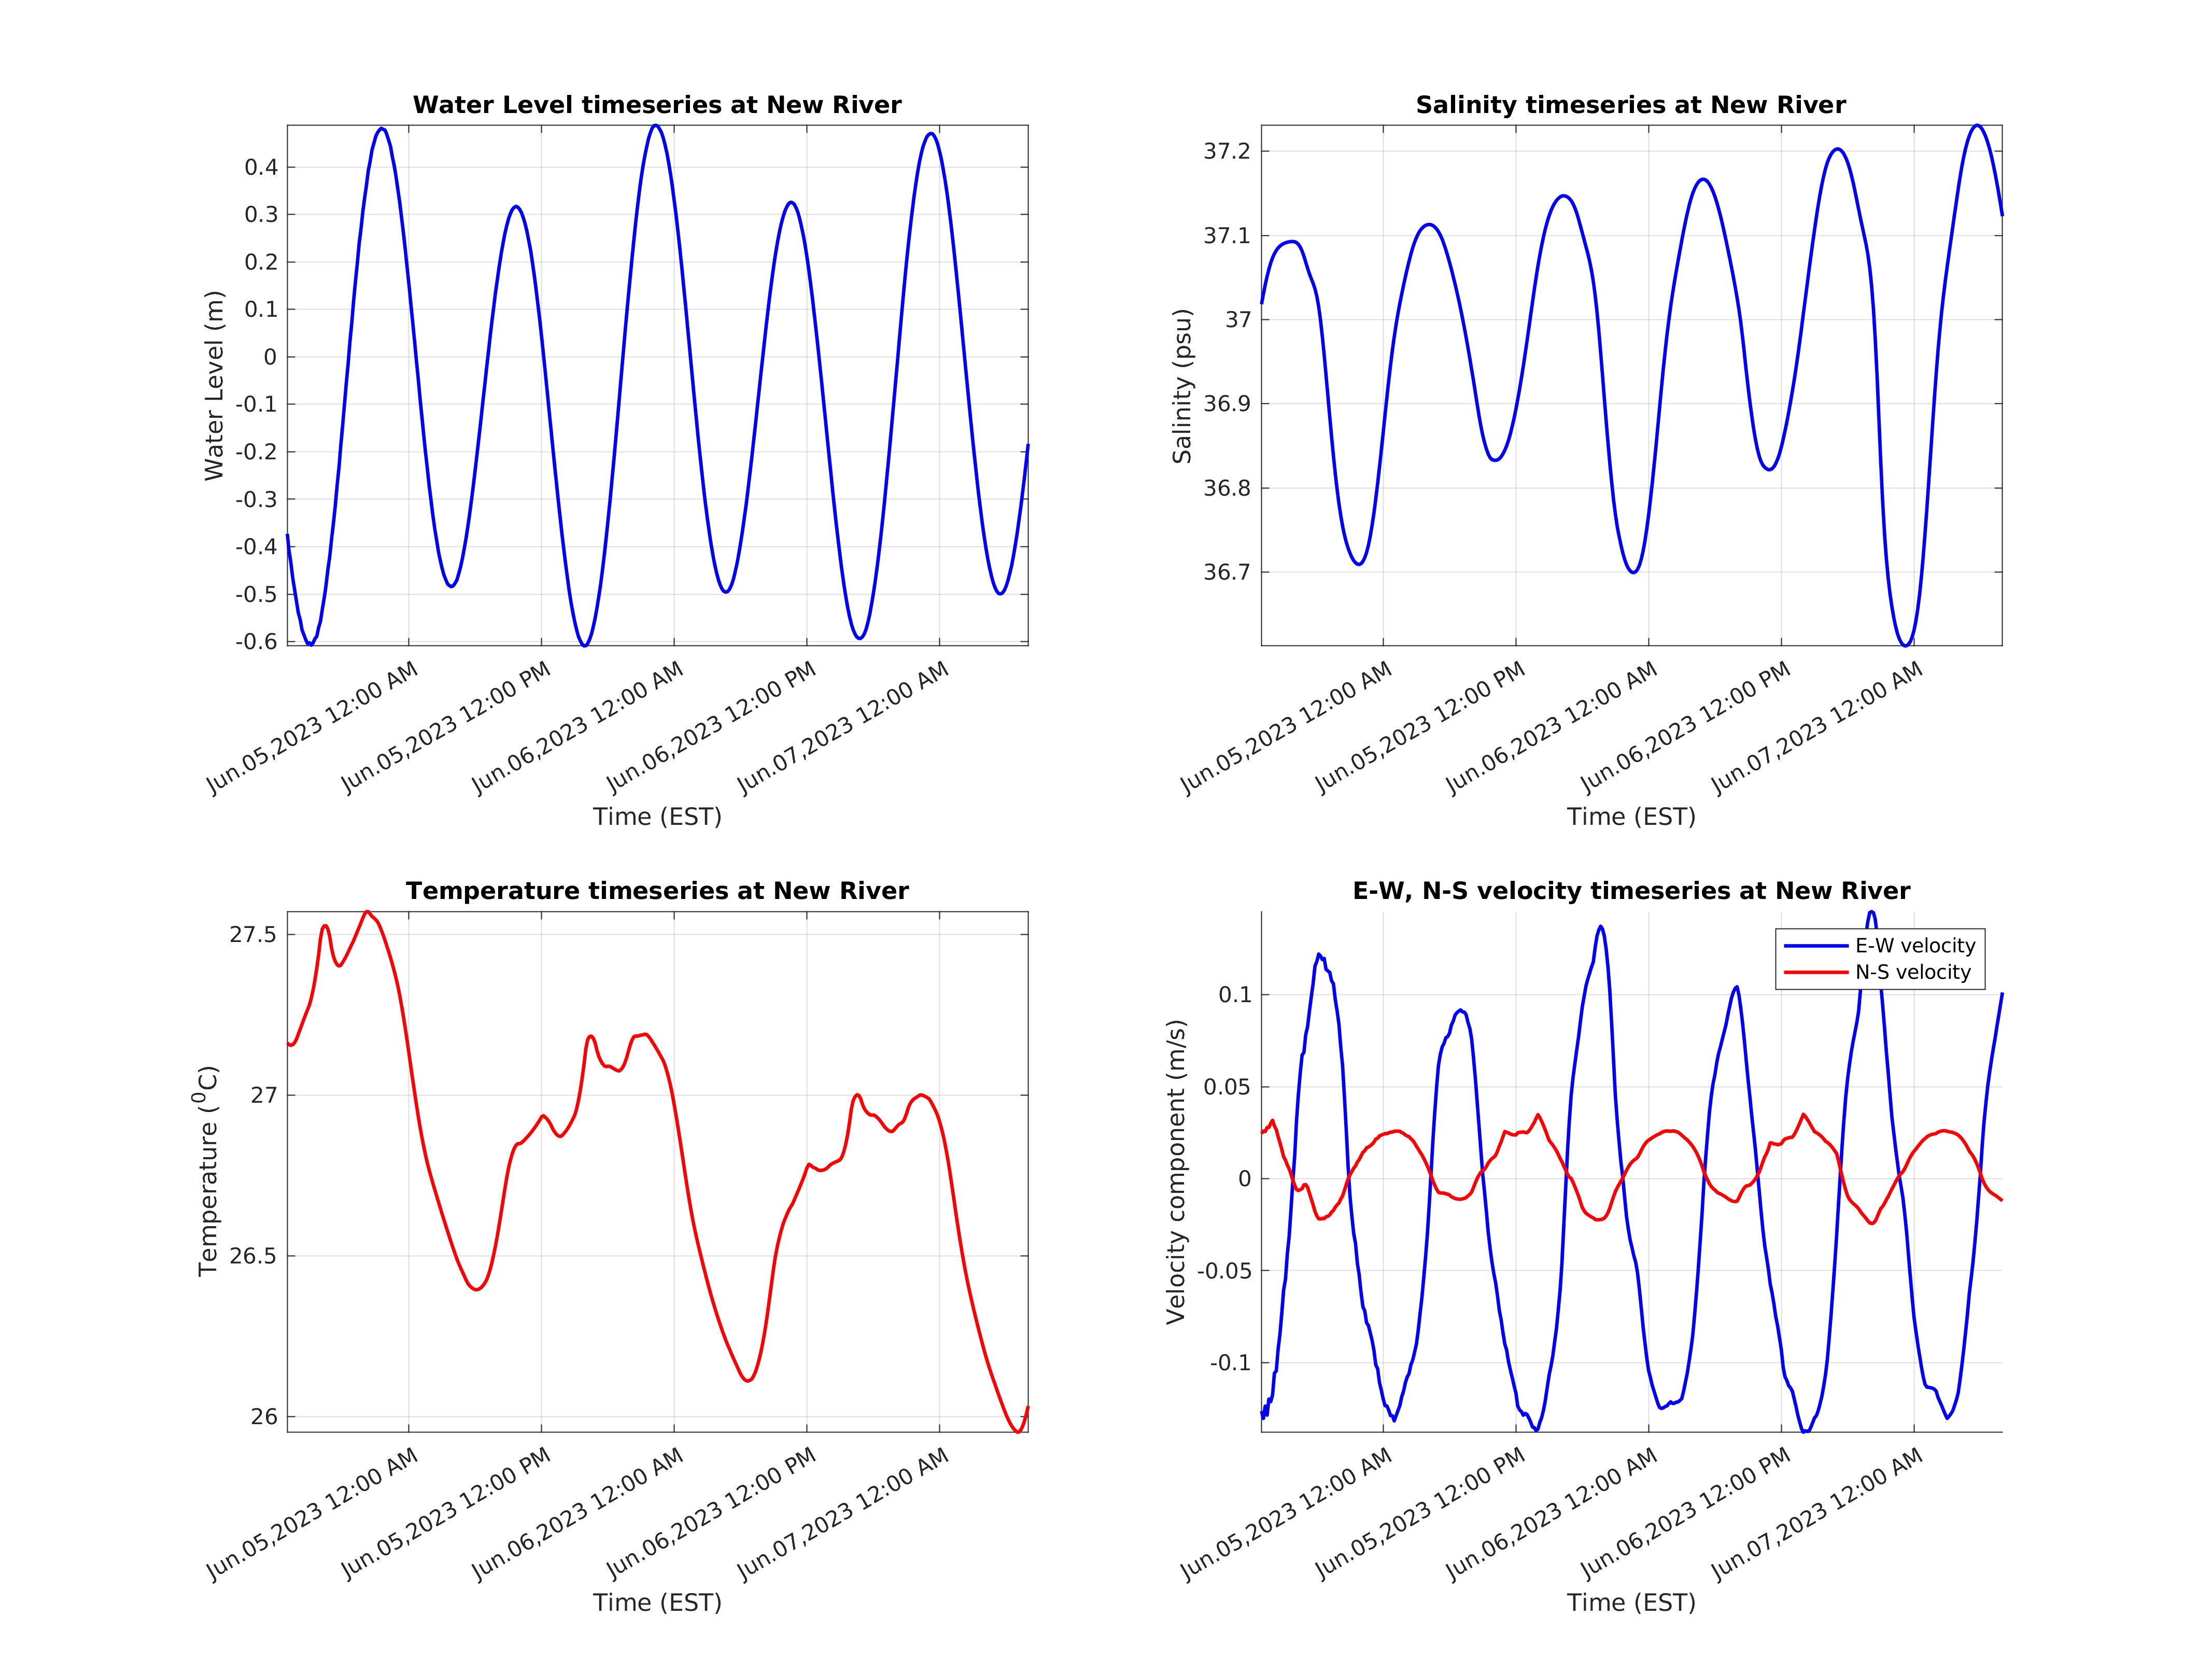 Water Level timeseries at New River
Water Level (m)
0.4
0.3
0.2
0.1
0
-0.1
-0.2
-0.3
-0.4
-0.5
-0.6
Jun.05,2023 12:00 AM
Jun.05,2023 12:00 PM
Jun.06,2023 12:00 AM
Jun.06,2023 12:00 PM
Jun.07,2023 12:00 AM
Time (EST)
Salinity timeseries at New River
Salinity (psu)
37.2
37.1
37
36.9
36.8
36.7
Jun.05,2023 12:00 AM
Jun.05,2023 12:00 PM
Jun.06,2023 12:00 AM
Jun.06,2023 12:00 PM
Jun.07,2023 12:00 AM
Time (EST)
Temperature timeseries at New River
Temperature (⁰C)
27.5
27
26.5
26
Jun.05,2023 12:00 AM
Jun.05,2023 12:00 PM
Jun.06,2023 12:00 AM
Jun.06,2023 12:00 PM
Jun.07,2023 12:00 AM
Time (EST)
E-W, N-S velocity timeseries at New River
Velocity component (m/s)
0.1
0.05
0
-0.05
-0.1
E-W velocity
N-S velocity
Jun.05,2023 12:00 AM
Jun.05,2023 12:00 PM
Jun.06,2023 12:00 AM
Jun.06,2023 12:00 PM
Jun.07,2023 12:00 AM
Time (EST)